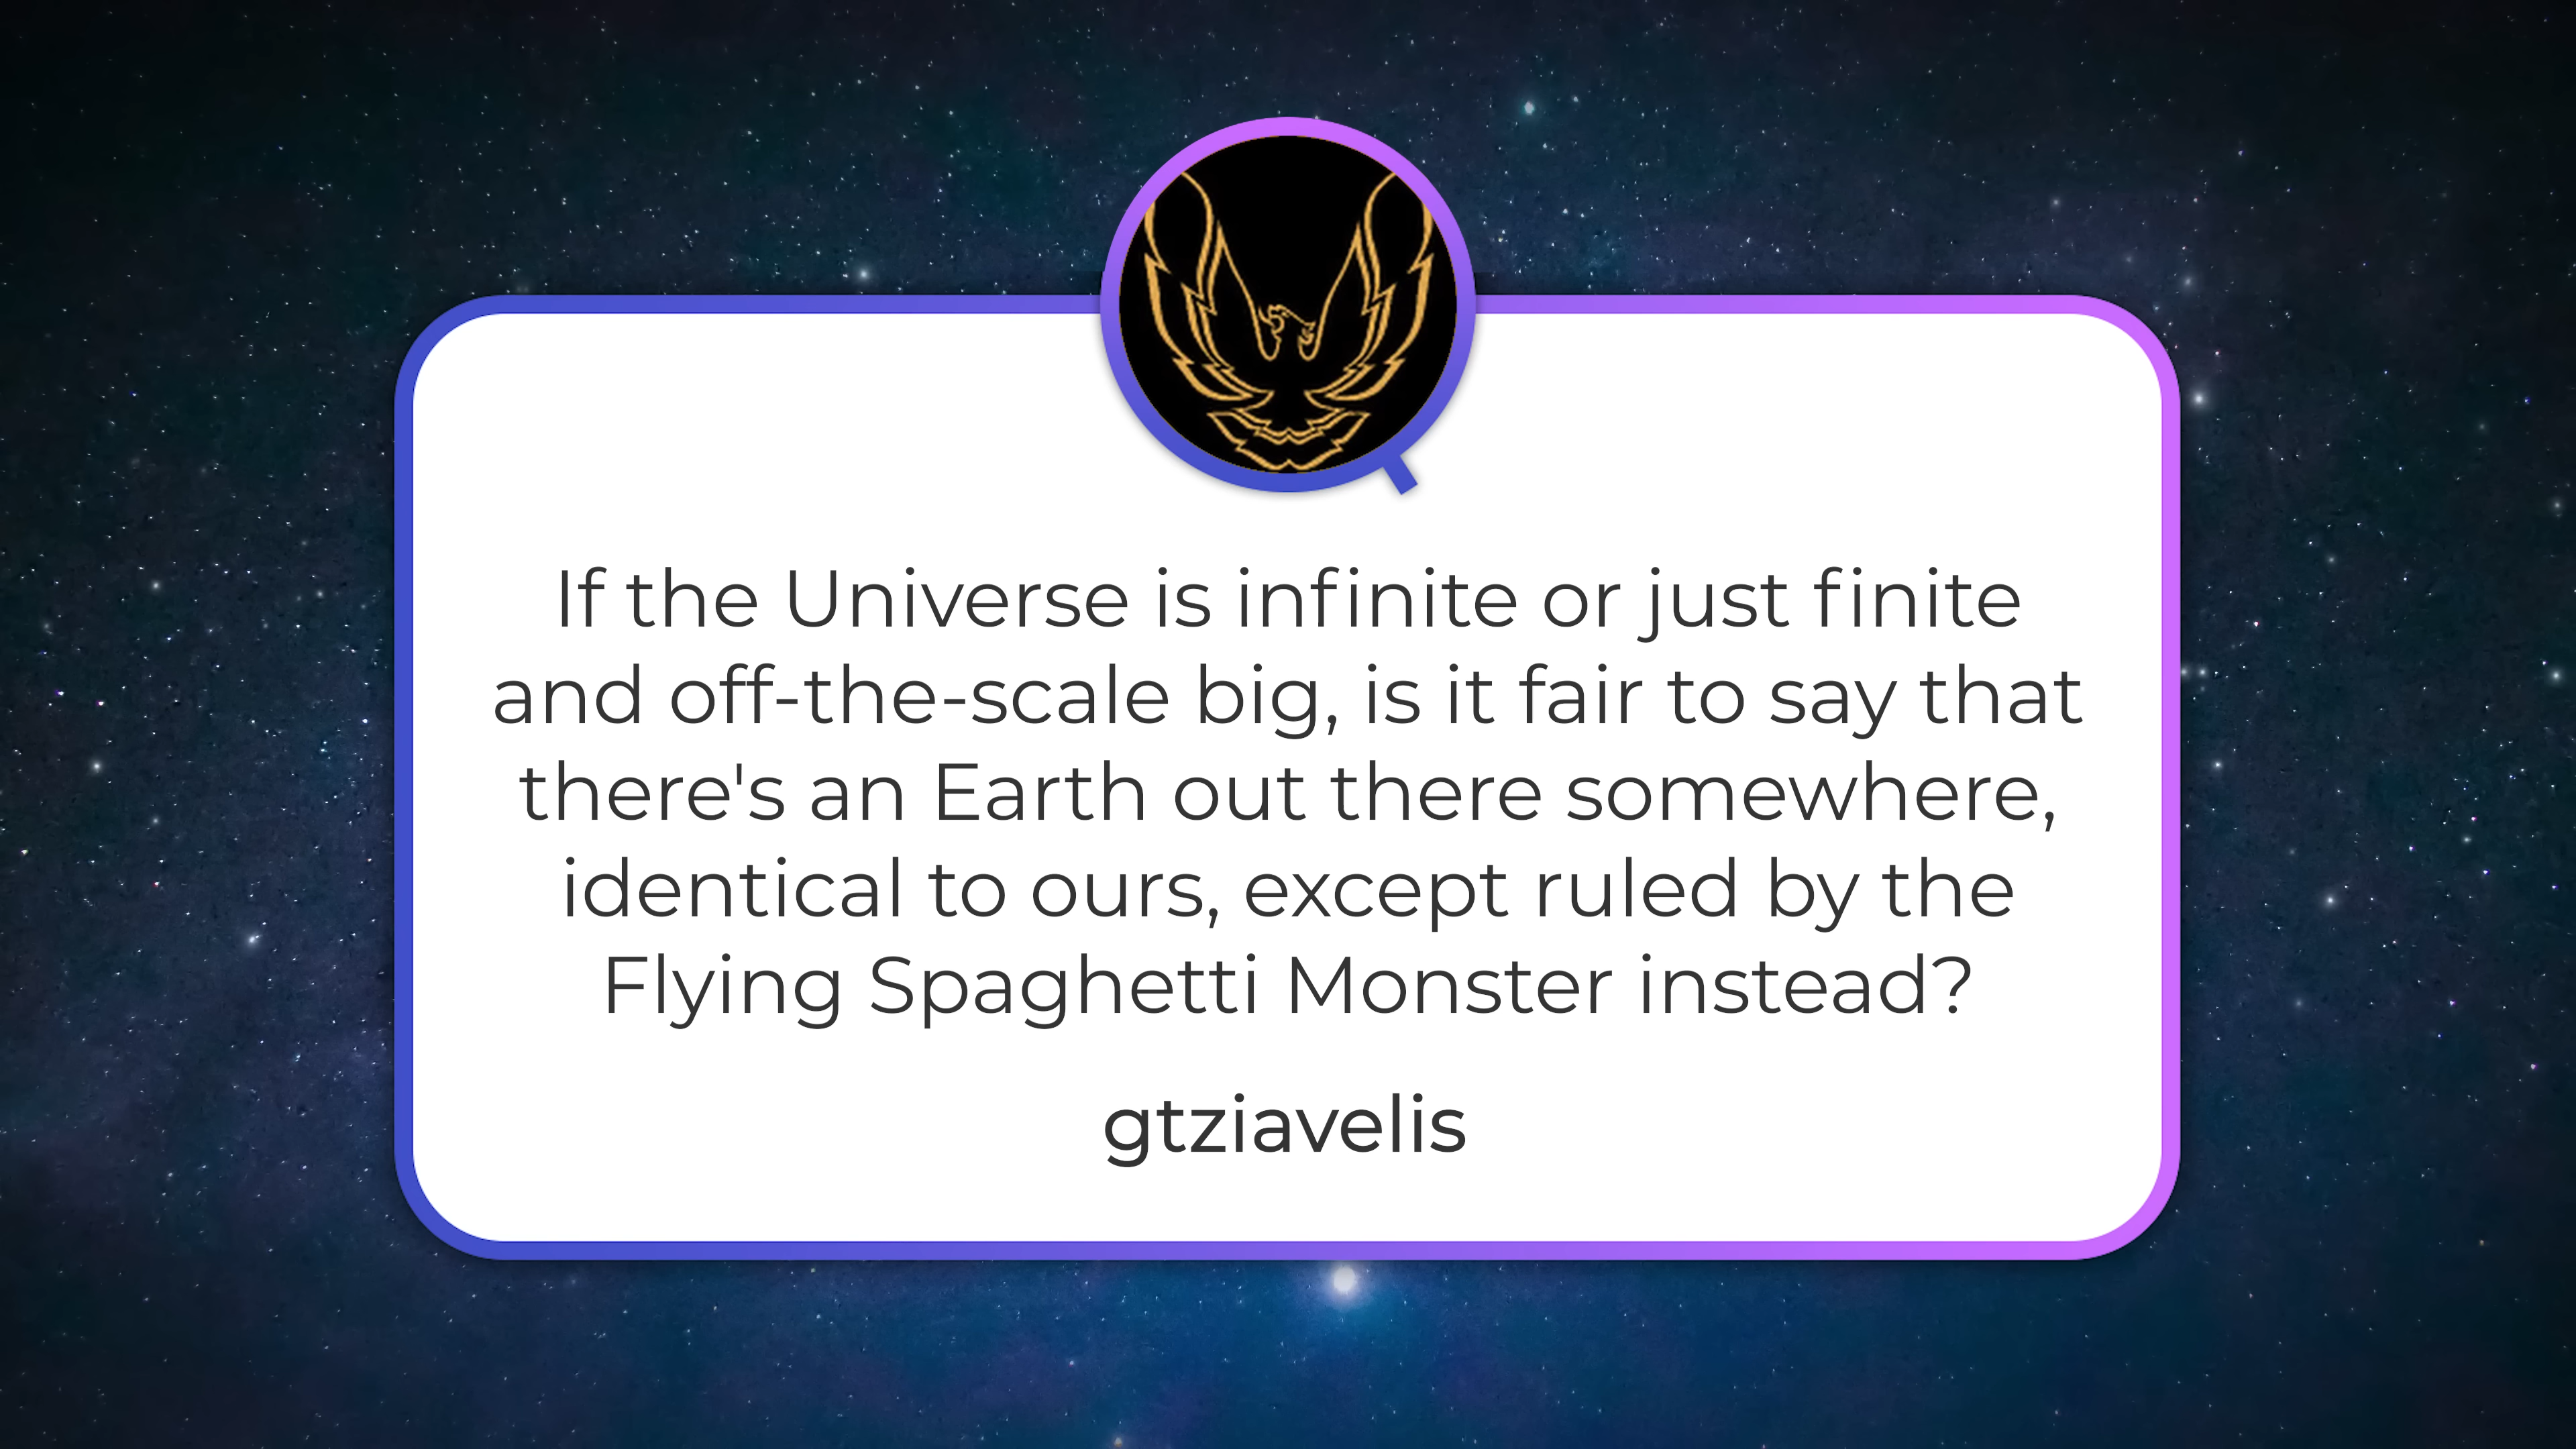 If the Universe is infinite or just finite
and off-the-scale big, is it fair to say that
there's an Earth out there somewhere,
identical to ours, except ruled by the
Flying Spaghetti Monster instead?
gtziavelis